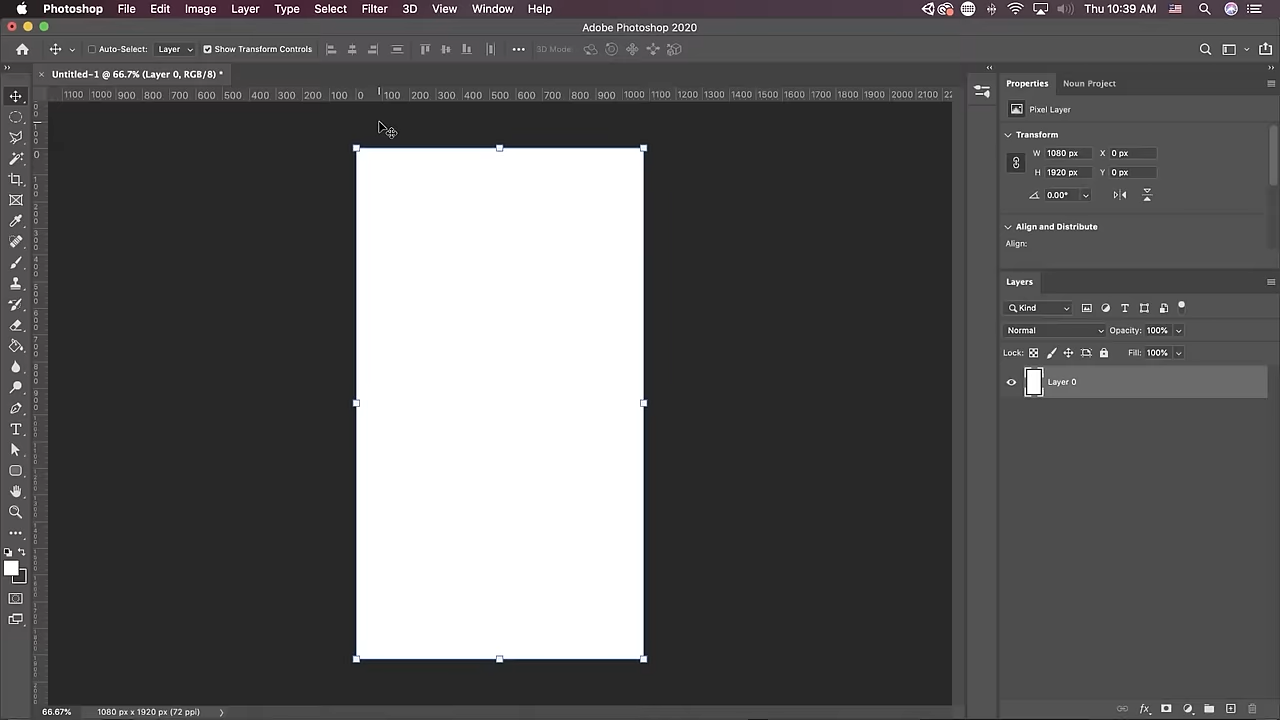 Photoshop File Edit Image Layer Type Select Filter 3D View Window Help Thu 10:39 AM
Adobe Photoshop 2020
Auto-Select: Layer Show Transform Controls 3D Mode:
Untitled-1 @ 66.7% (Layer 0, RGB/8) *
1100 1000 900 800 700 600 500 400 300 200 100 0 100 200 300 400 500 600 700 800 900 1000 1100 1200 1300 1400 1500 1600 1700 1800 1900 2000 2100
Properties Noun Project
Pixel Layer
Transform
W 1080 px X 0 px
H 1920 px Y 0 px
0.00°
Align and Distribute
Align:
Layers
Kind
Normal Opacity: 100%
Lock: Fill: 100%
Layer 0
66.67% 1080 px x 1920 px (72 ppi)